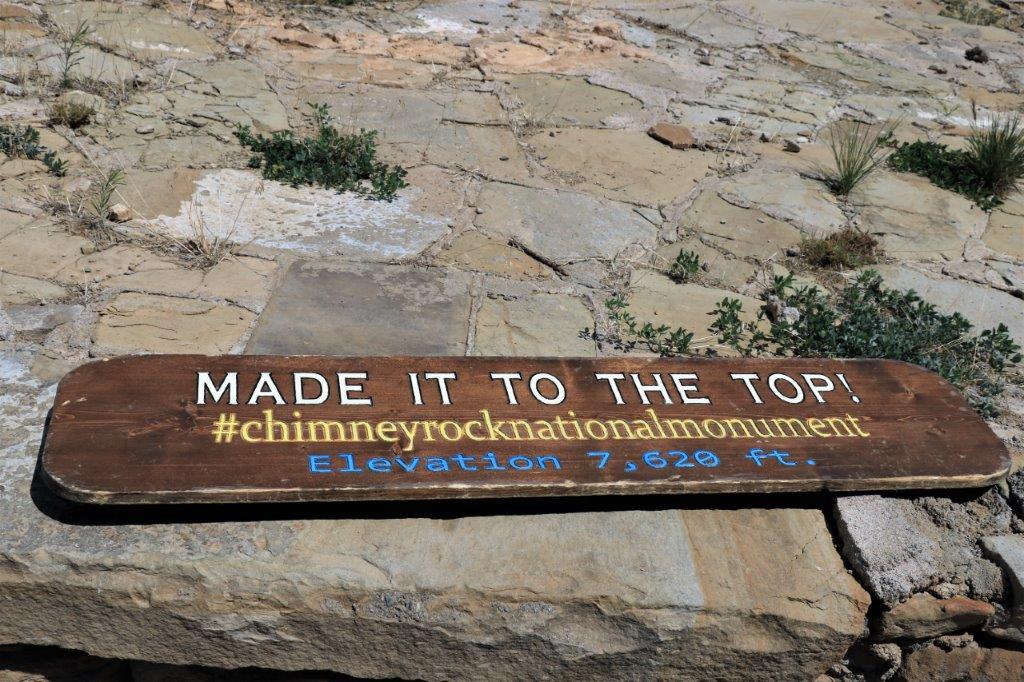 MADE IT TO THE TOP!
#chimneyrocknationalmonument
Elevation 7,620 ft.